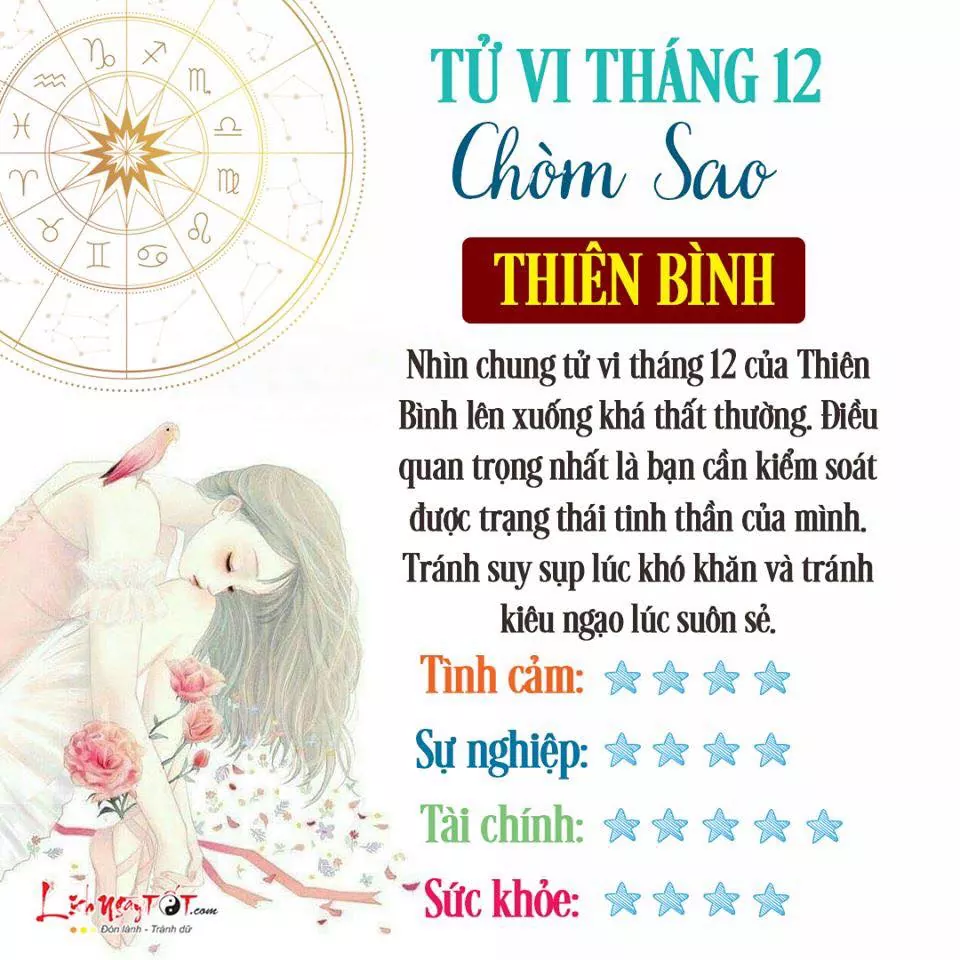 TỬ VI THÁNG 12
Chòm Sao
THIÊN BÌNH
Nhìn chung tử vi tháng 12 của Thiên
Bình lên xuống khá thất thường. Điều
quan trọng nhất là bạn cần kiểm soát
được trạng thái tinh thần của mình.
Tránh suy sụp lúc khó khăn và tránh
kiêu ngạo lúc suôn sẻ.
Tình cảm:
Sự nghiệp:
Tài chính:
Sức khỏe:
LịchNgàyTỐT.com
Đón lành - Tránh dữ